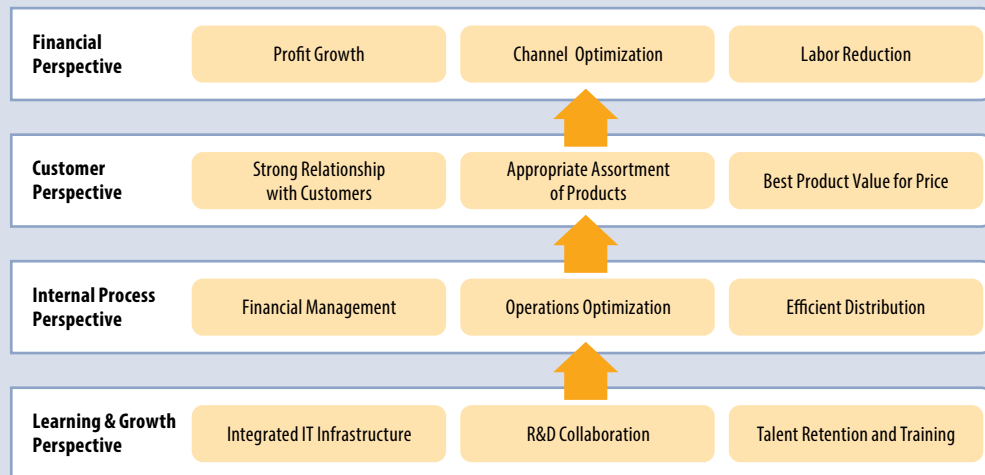 Financial
Perspective
Profit Growth
Channel Optimization
Labor Reduction
Customer
Perspective
Strong Relationship
with Customers
Appropriate Assortment
of Products
Best Product Value for Price
Internal Process
Perspective
Financial Management
Operations Optimization
Efficient Distribution
Learning & Growth
Perspective
Integrated IT Infrastructure
R&D Collaboration
Talent Retention and Training